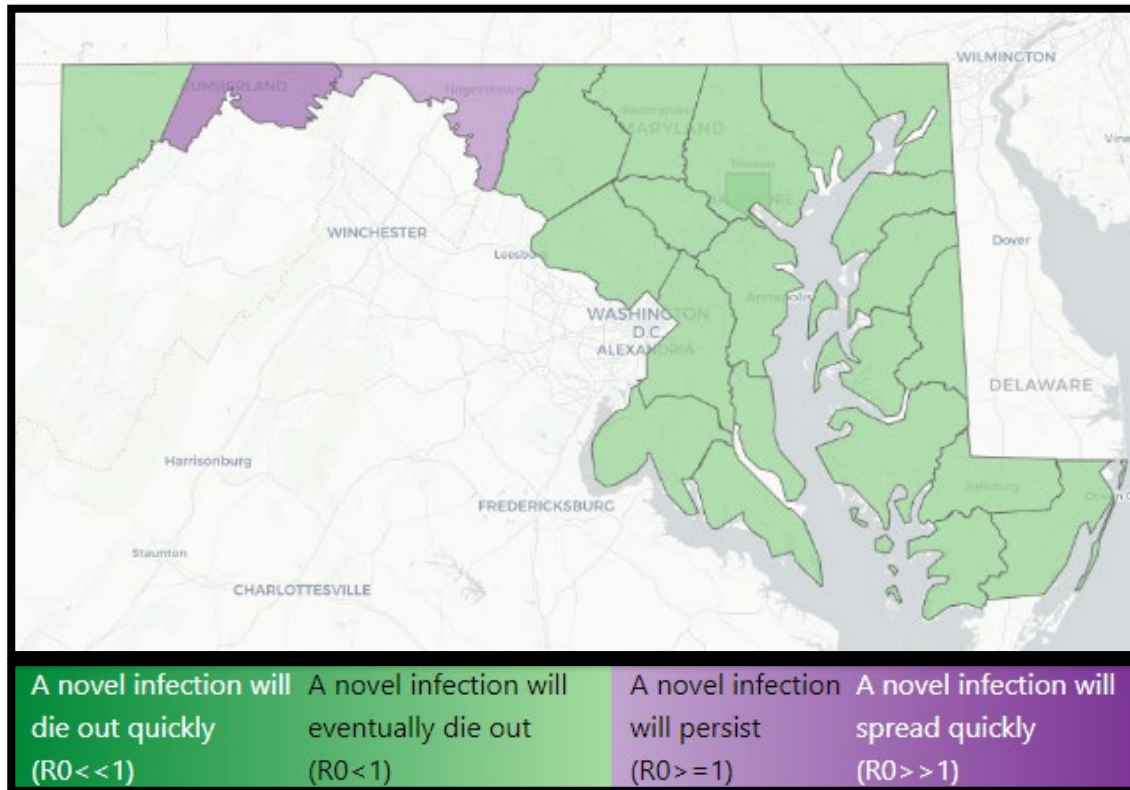 WILMINGTON
CUMBERLAND
Hagerstown
Westminster
MARYLAND
Towson
WINCHESTER
Dover
Leesbu
Annapolis
WASHINGTON
D.C.
ALEXANDRIA
DELAWARE
Harrisonburg
Salisbury
FREDERICKSBURG
Staunton
CHARLOTTESVILLE
A novel infection will
die out quickly
(R0<<1)
A novel infection will
eventually die out
(R0<1)
A novel infection
will persist
(R0>=1)
A novel infection will
spread quickly
(R0>>1)